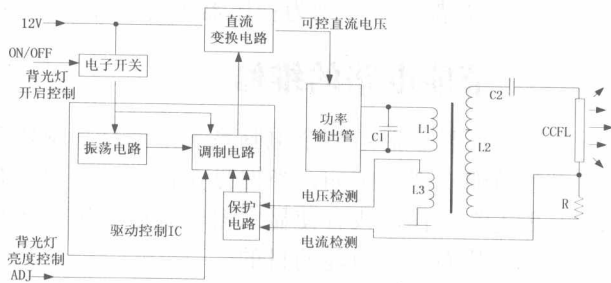 12V
直流
变换电路
可控直流电压
ON/OFF
背光灯
开启控制
电子开关
振荡电路
调制电路
保护
电路
驱动控制IC
背光灯
亮度控制
ADJ
功率
输出管
C1
L1
L2
L3
C2
CCFL
R
电压检测
电流检测